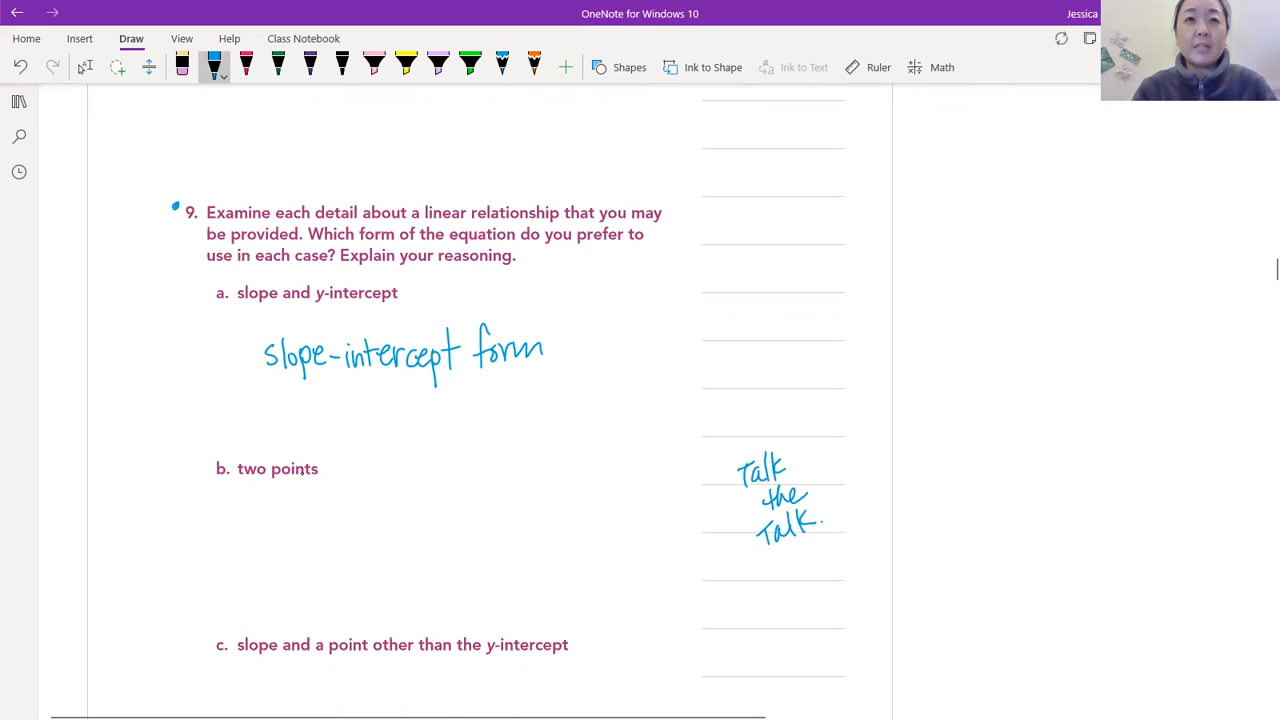 OneNote for Windows 10
Jessica
Home Insert Draw View Help Class Notebook
Shapes Ink to Shape Ink to Text Ruler Math
9. Examine each detail about a linear relationship that you may
be provided. Which form of the equation do you prefer to
use in each case? Explain your reasoning.
a. slope and y-intercept
slope-intercept form
b. two points
Talk
the
Talk.
c. slope and a point other than the y-intercept